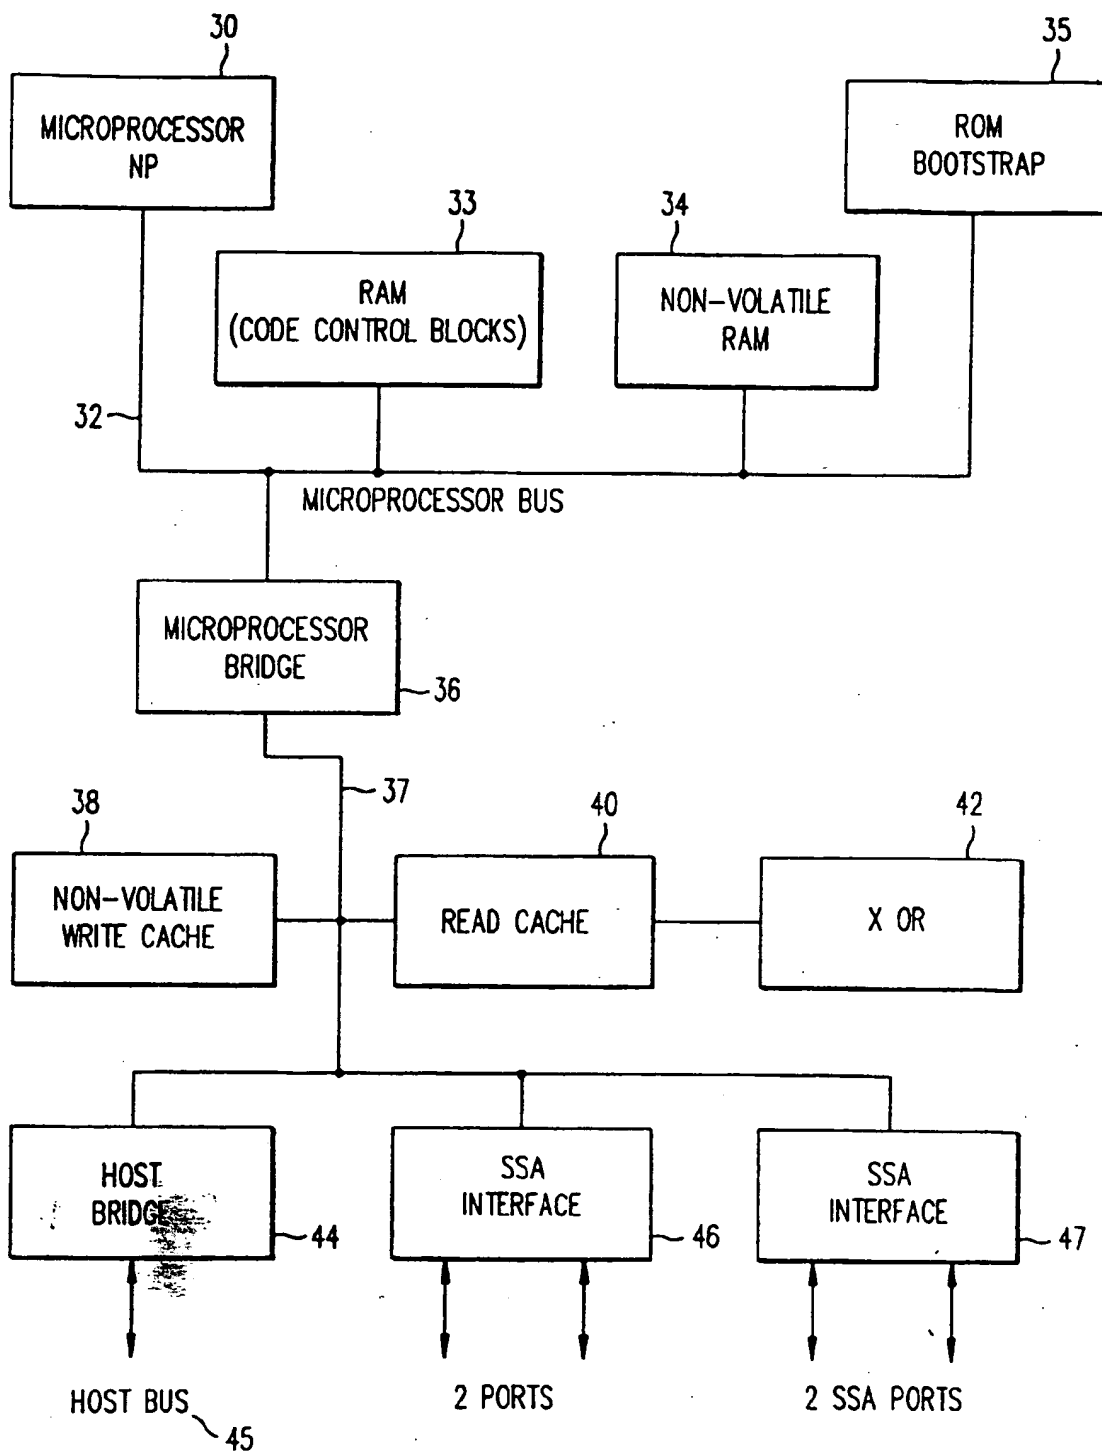 30
35
MICROPROCESSOR
NP
ROM
BOOTSTRAP
33
34
RAM
(CODE CONTROL BLOCKS)
NON-VOLATILE
RAM
32
MICROPROCESSOR BUS
MICROPROCESSOR
BRIDGE
36
37
38
40
42
NON-VOLATILE
WRITE CACHE
READ CACHE
X OR
HOST
BRIDGE
44
SSA
INTERFACE
46
SSA
INTERFACE
47
HOST BUS
45
2 PORTS
2 SSA PORTS